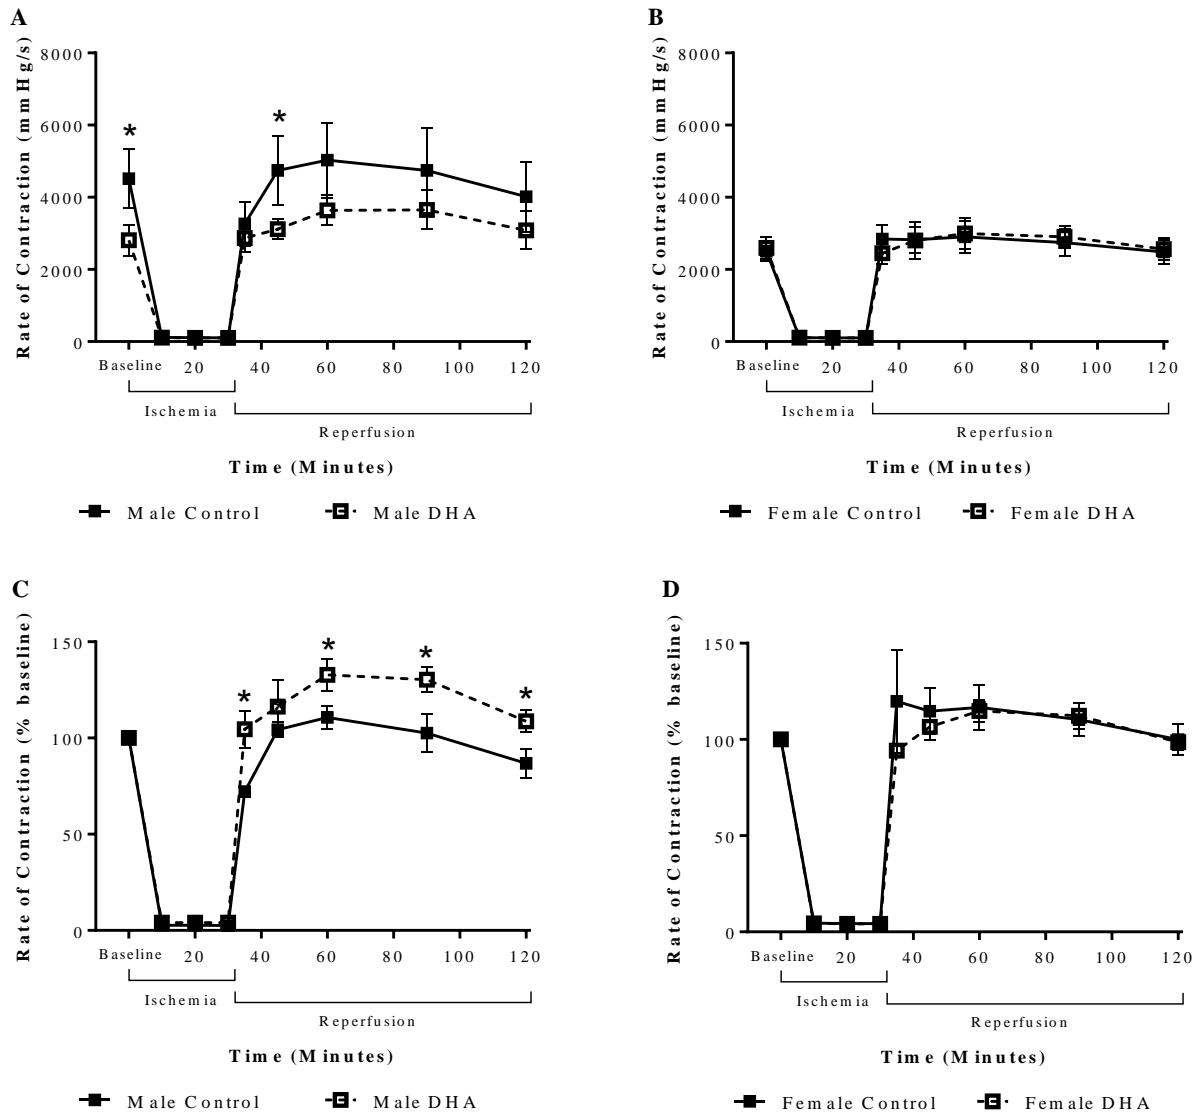 A
Rate of Contraction (mmHg/s)
8000
6000
4000
2000
0
*
*
Baseline 20 40 60 80 100 120
Ischemia
Reperfusion
Time (Minutes)
Male Control Male DHA
B
Rate of Contraction (mmHg/s)
8000
6000
4000
2000
0
Baseline 20 40 60 80 100 120
Ischemia
Reperfusion
Time (Minutes)
Female Control Female DHA
C
Rate of Contraction (% baseline)
150
100
50
0
*
*
*
*
Baseline 20 40 60 80 100 120
Ischemia
Reperfusion
Time (Minutes)
Male Control Male DHA
D
Rate of Contraction (% baseline)
150
100
50
0
Baseline 20 40 60 80 100 120
Ischemia
Reperfusion
Time (Minutes)
Female Control Female DHA